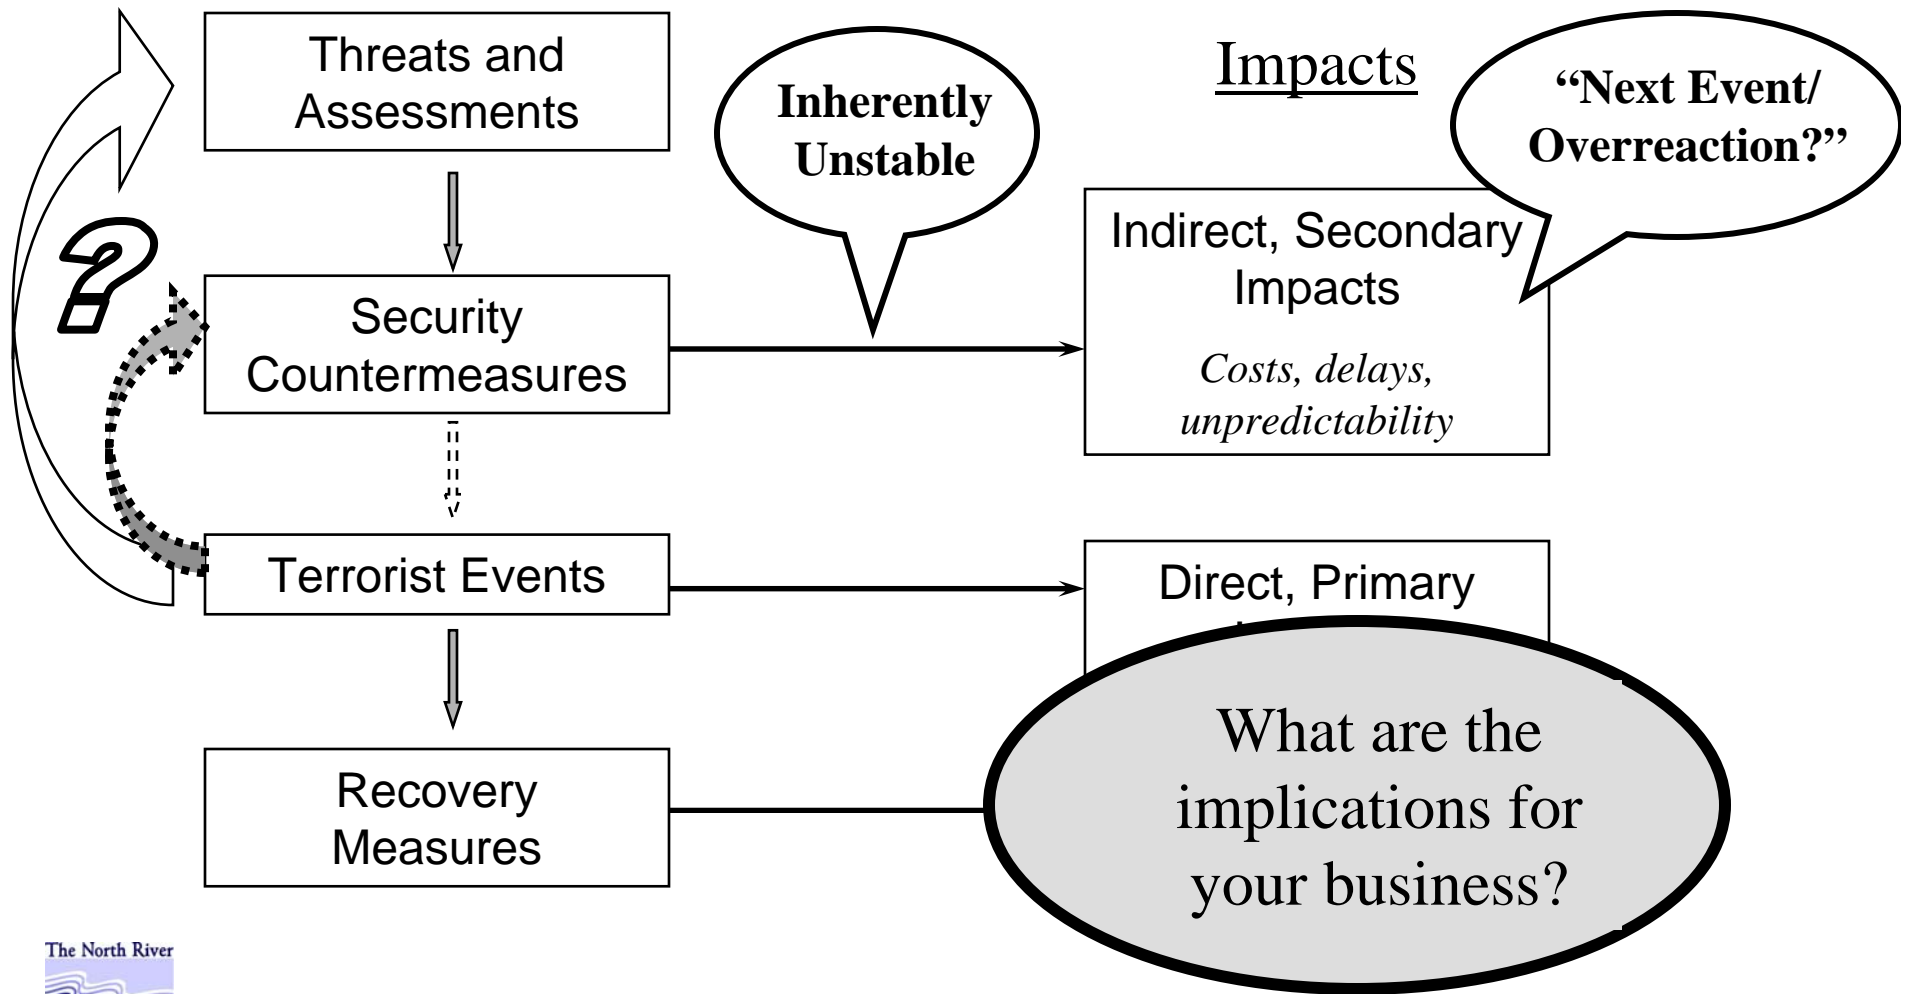 Threats and
Assessments
Inherently
Unstable
Impacts
“Next Event/
Overreaction?”
?
Security
Countermeasures
Indirect, Secondary
Impacts
Costs, delays,
unpredictability
Terrorist Events
Direct, Primary
Recovery
Measures
What are the
implications for
your business?
The North River